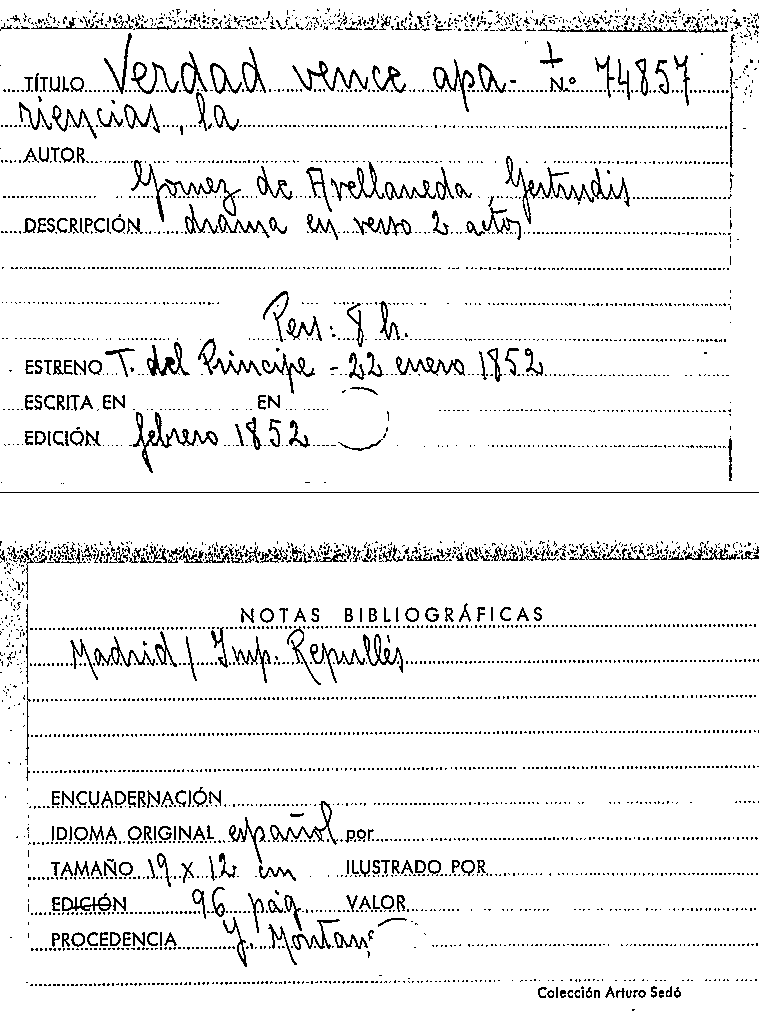 TÍTULO Verdad vence apa- N.º 74857
riencias, la
AUTOR
Gomez de Avellaneda, Gertrudis
DESCRIPCIÓN drama en verso 2 actos
Pers: 8 h.
ESTRENO T. del Principe - 22 enero 1852
ESCRITA EN EN
EDICIÓN febrero 1852
NOTAS BIBLIOGRÁFICAS
Madrid / Imp. Repullés
ENCUADERNACIÓN
IDIOMA ORIGINAL español por
TAMAÑO 19 x 12 cm ILUSTRADO POR
EDICIÓN 96 pág VALOR
PROCEDENCIA J. Montañ
Colección Arturo Sedó